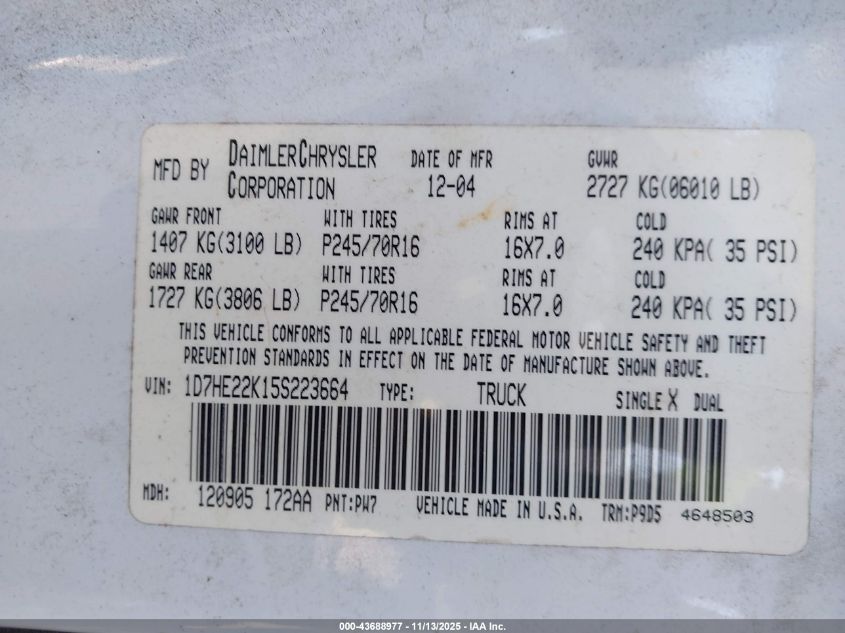 MFD BY DAIMLERCHRYSLER CORPORATION DATE OF MFR 12-04 GVWR 2727 KG(06010 LB)
GAWR FRONT WITH TIRES RIMS AT COLD
1407 KG(3100 LB) P245/70R16 16X7.0 240 KPA( 35 PSI)
GAWR REAR WITH TIRES RIMS AT COLD
1727 KG(3806 LB) P245/70R16 16X7.0 240 KPA( 35 PSI)
THIS VEHICLE CONFORMS TO ALL APPLICABLE FEDERAL MOTOR VEHICLE SAFETY AND THEFT
PREVENTION STANDARDS IN EFFECT ON THE DATE OF MANUFACTURE SHOWN ABOVE.
VIN: 1D7HE22K15S223664 TYPE: TRUCK SINGLE X DUAL
MDH: 120905 172AA PNT:PW7 VEHICLE MADE IN U.S.A. TRM:P9D5 4648503
000-43688977 - 11/13/2025 - IAA Inc.